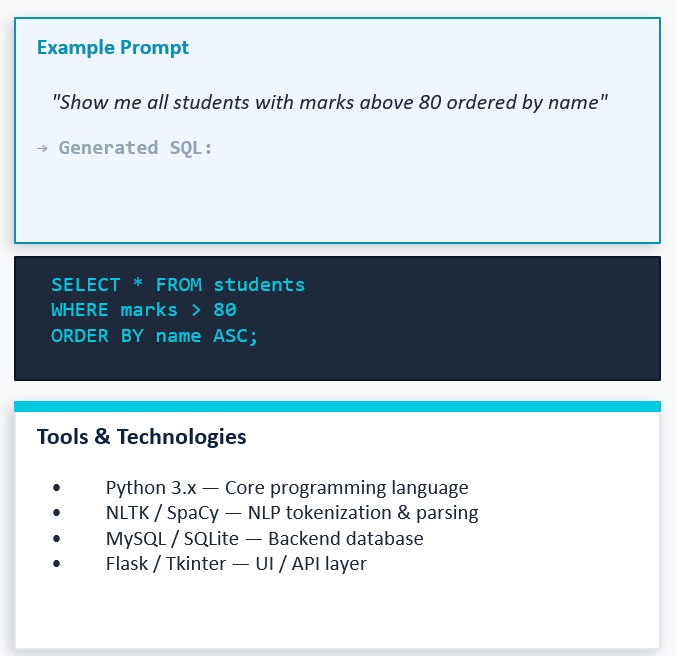 Example Prompt
"Show me all students with marks above 80 ordered by name"
→ Generated SQL:
SELECT * FROM students
WHERE marks > 80
ORDER BY name ASC;
Tools & Technologies
• Python 3.x — Core programming language
• NLTK / SpaCy — NLP tokenization & parsing
• MySQL / SQLite — Backend database
• Flask / Tkinter — UI / API layer